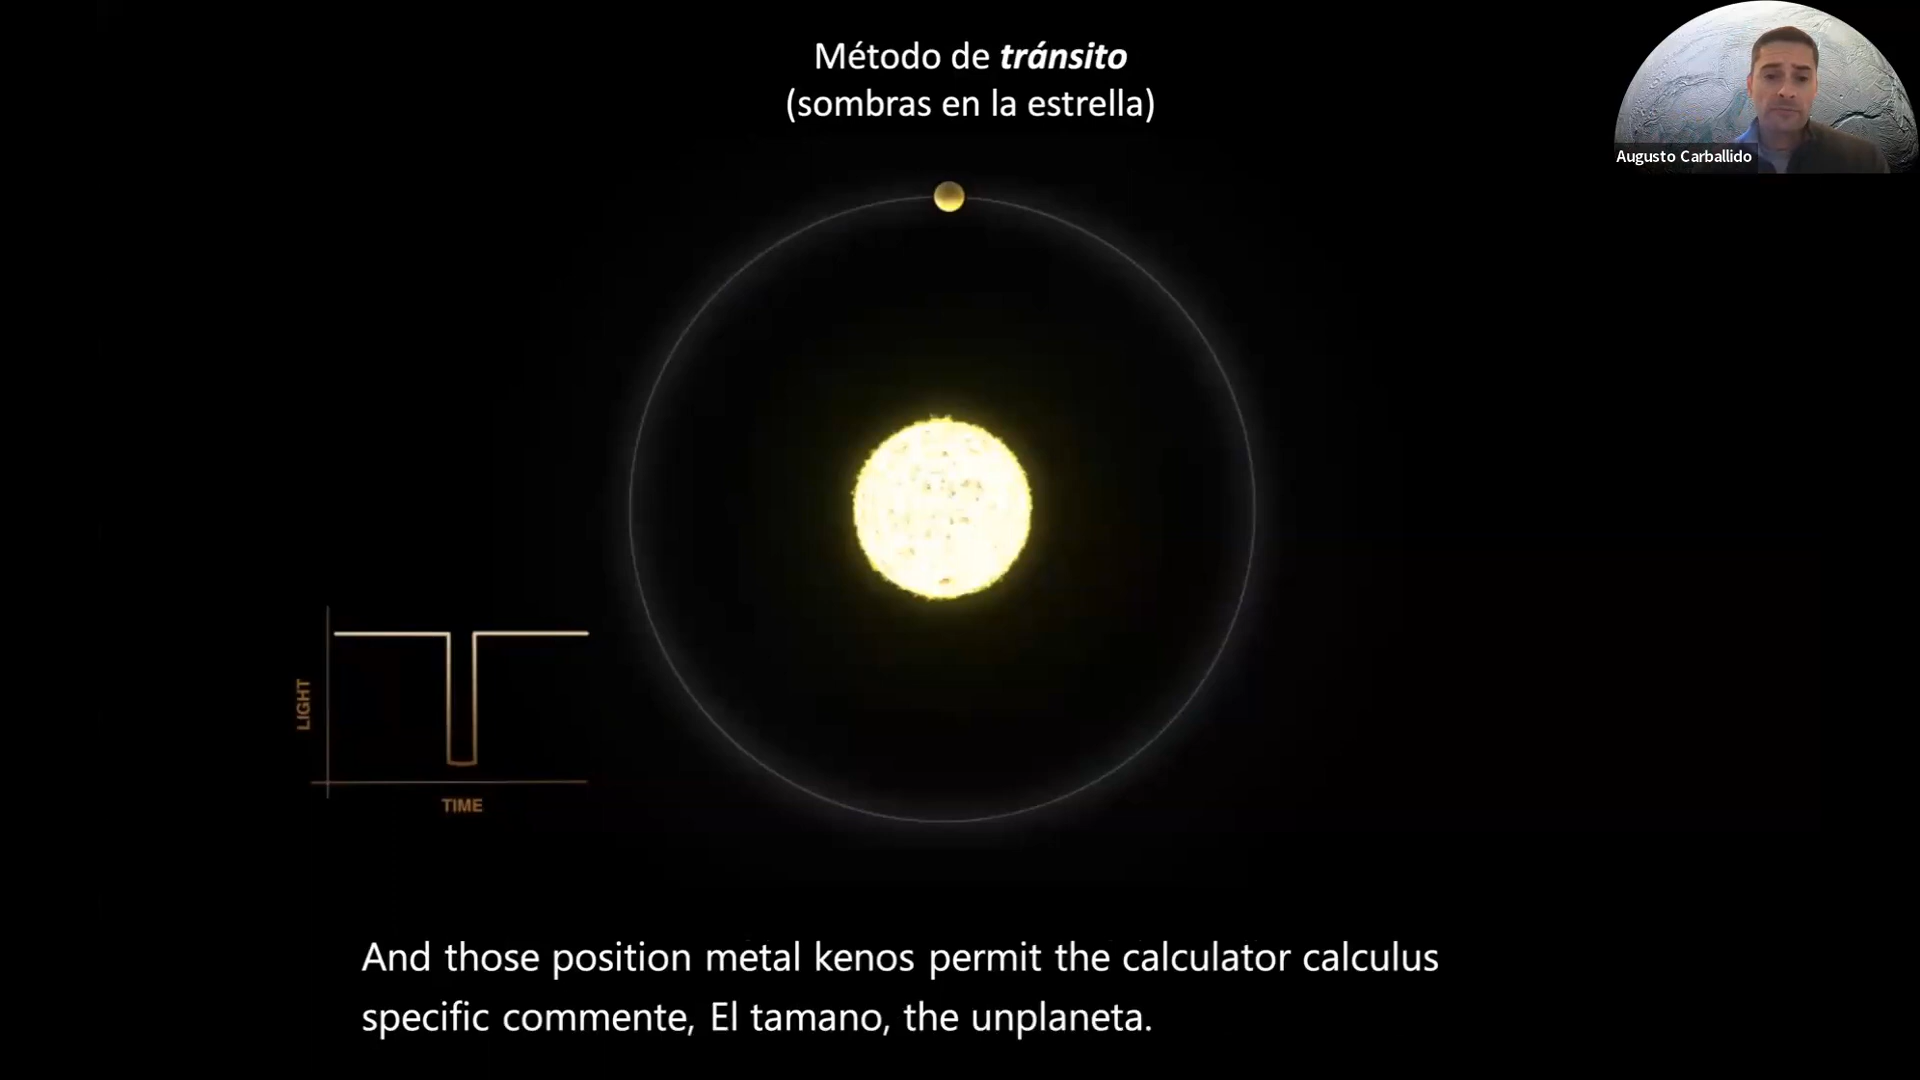 Método de tránsito
(sombras en la estrella)
Augusto Carballido
LIGHT
TIME
And those position metal kenos permit the calculator calculus
specific commente, El tamano, the unplaneta.